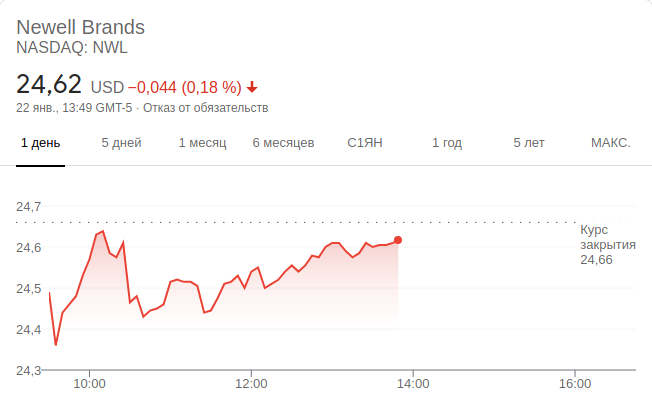 Newell Brands
NASDAQ: NWL
24,62 USD −0,044 (0,18 %)
22 янв., 13:49 GMT-5 · Отказ от обязательств
1 день 5 дней 1 месяц 6 месяцев С1ЯН 1 год 5 лет МАКС.
24,7
Курс
24,6 закрытия
24,66
24,5
24,4
24,3
10:00 12:00 14:00 16:00